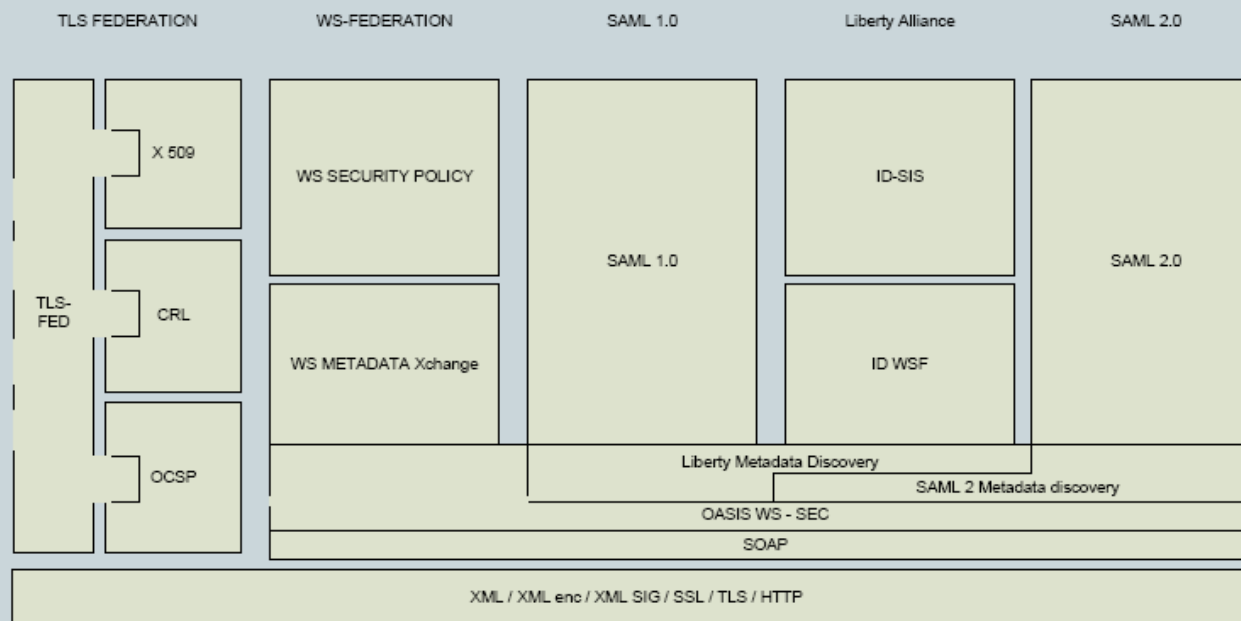 TLS FEDERATION
WS-FEDERATION
SAML 1.0
Liberty Alliance
SAML 2.0
X 509
WS SECURITY POLICY
ID-SIS
SAML 1.0
SAML 2.0
TLS-
FED
CRL
WS METADATA Xchange
ID WSF
OCSP
Liberty Metadata Discovery
SAML 2 Metadata discovery
OASIS WS - SEC
SOAP
XML / XML enc / XML SIG / SSL / TLS / HTTP